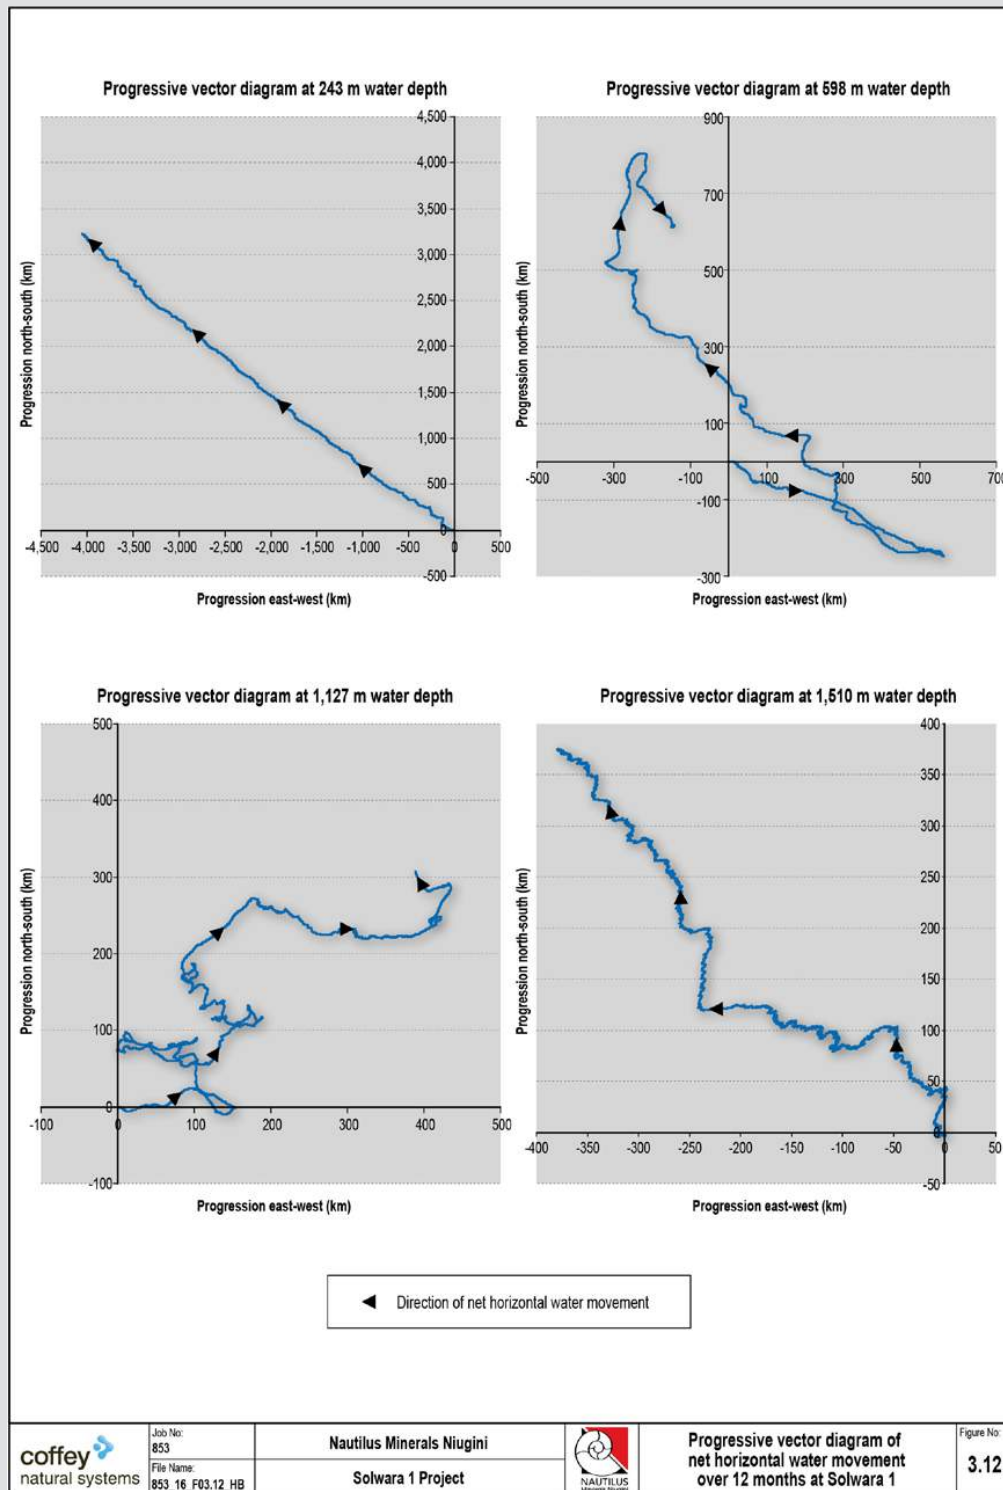 Progressive vector diagram at 243 m water depth
4,500
4,000
3,500
3,000
2,500
2,000
1,500
1,000
500
0
-500
-4,500 -4,000 -3,500 -3,000 -2,500 -2,000 -1,500 -1,000 -500 0 500
Progression north-south (km)
Progression east-west (km)
Progressive vector diagram at 598 m water depth
900
700
500
300
100
-100
-300
-500 -300 -100 100 300 500 700
Progression north-south (km)
Progression east-west (km)
Progressive vector diagram at 1,127 m water depth
500
400
300
200
100
0
-100
-100 0 100 200 300 400 500
Progression north-south (km)
Progression east-west (km)
Progressive vector diagram at 1,510 m water depth
400
350
300
250
200
150
100
50
0
-50
-400 -350 -300 -250 -200 -150 -100 -50 0 50
Progression north-south (km)
Progression east-west (km)
Direction of net horizontal water movement
coffey
natural systems
Job No:
853
File Name:
853_16_F03.12_HB
Nautilus Minerals Niugini
Solwara 1 Project
NAUTILUS
Minerals Niugini
Progressive vector diagram of
net horizontal water movement
over 12 months at Solwara 1
Figure No:
3.12